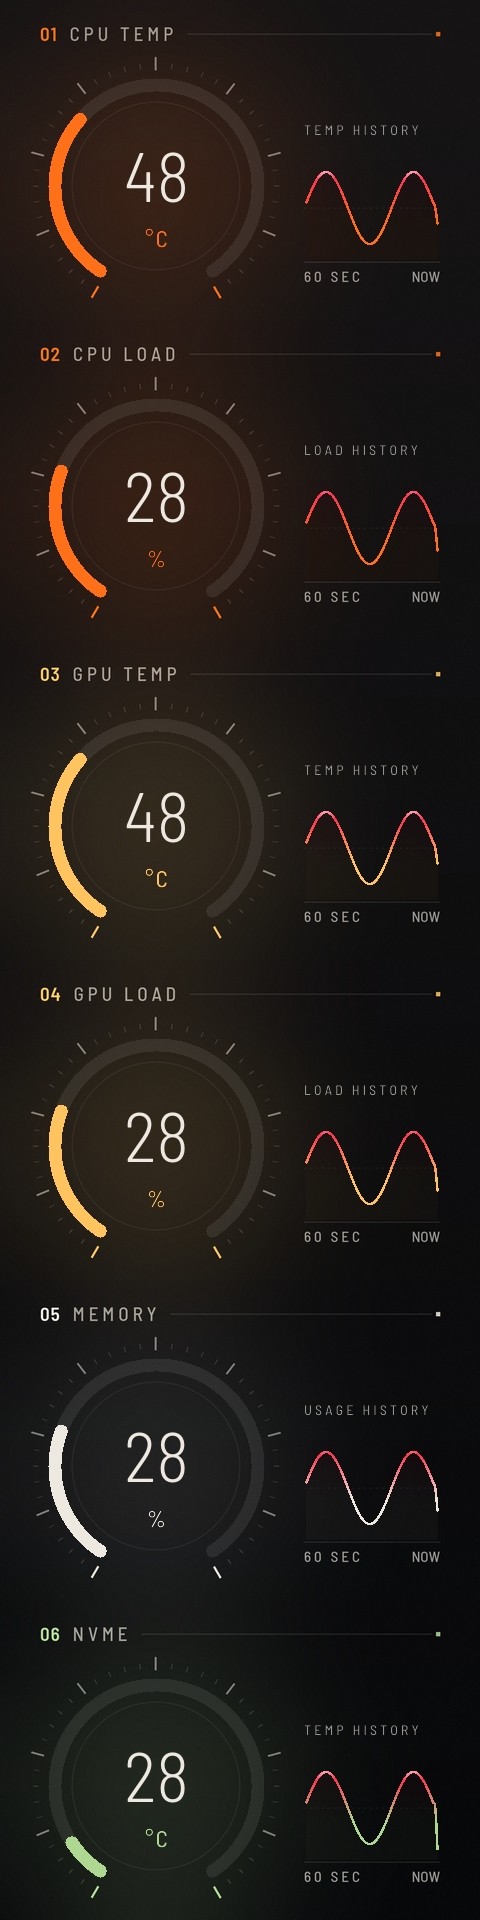 01 CPU TEMP
TEMP HISTORY
48
°C
60 SEC NOW
02 CPU LOAD
LOAD HISTORY
28
%
60 SEC NOW
03 GPU TEMP
TEMP HISTORY
48
°C
60 SEC NOW
04 GPU LOAD
LOAD HISTORY
28
%
60 SEC NOW
05 MEMORY
USAGE HISTORY
28
%
60 SEC NOW
06 NVME
TEMP HISTORY
28
°C
60 SEC NOW